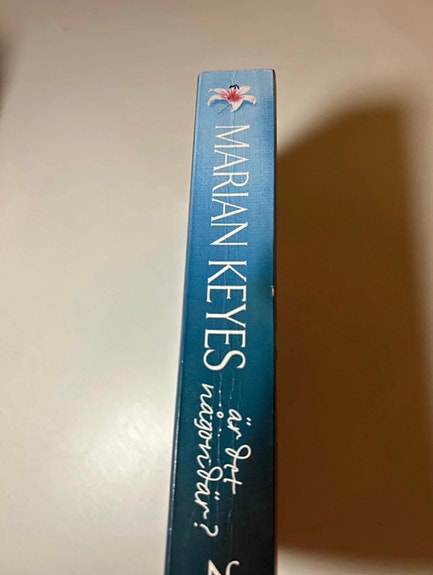 MARIAN KEYES
är det
någon där?